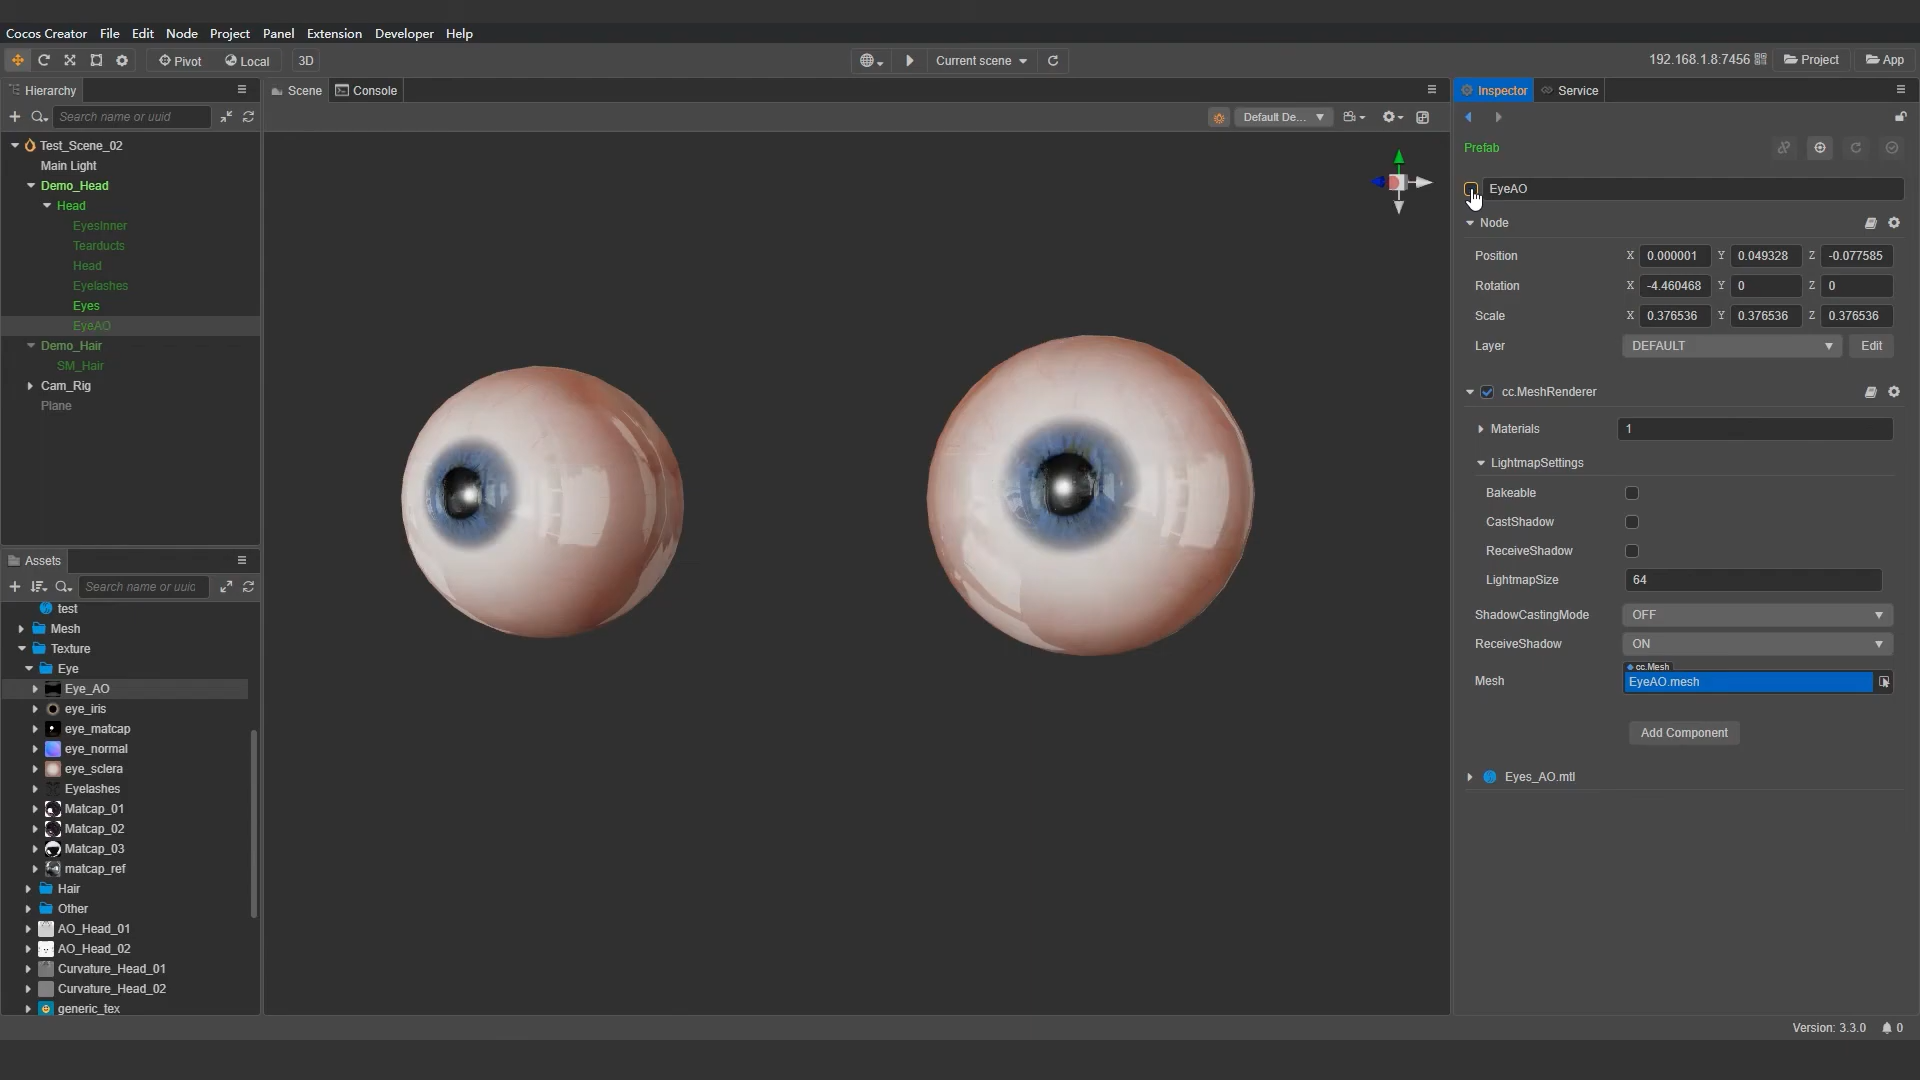 Cocos Creator File Edit Node Project Panel Extension Developer Help
Pivot Local 3D Current scene 192.168.1.8:7456 Project App
Hierarchy
Search name or uuid
Test_Scene_02
Main Light
Demo_Head
Head
EyesInner
Tearducts
Head
Eyelashes
Eyes
EyeAO
Demo_Hair
SM_Hair
Cam_Rig
Plane
Assets
Search name or uuic
test
Mesh
Texture
Eye
Eye_AO
eye_iris
eye_matcap
eye_normal
eye_sclera
Eyelashes
Matcap_01
Matcap_02
Matcap_03
matcap_ref
Hair
Other
AO_Head_01
AO_Head_02
Curvature_Head_01
Curvature_Head_02
generic_tex
Scene Console
Default De...
Inspector Service
Prefab
EyeAO
Node
Position X 0.000001 Y 0.049328 Z -0.077585
Rotation X -4.460468 Y 0 Z 0
Scale X 0.376536 Y 0.376536 Z 0.376536
Layer DEFAULT Edit
cc.MeshRenderer
Materials 1
LightmapSettings
Bakeable
CastShadow
ReceiveShadow
LightmapSize 64
ShadowCastingMode OFF
ReceiveShadow ON
cc.Mesh
Mesh EyeAO.mesh
Add Component
Eyes_AO.mtl
Version: 3.3.0 0